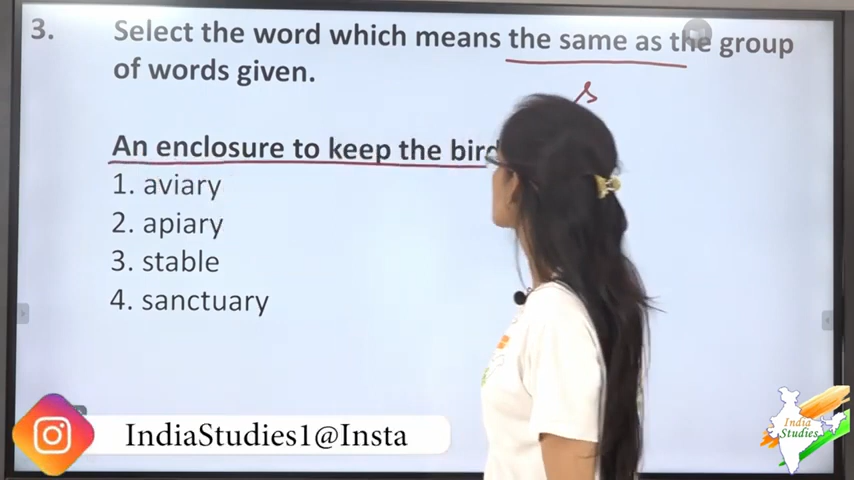 3. Select the word which means the same as the group
of words given.
An enclosure to keep the bird
1. aviary
2. apiary
3. stable
4. sanctuary
IndiaStudies1@Insta
India
Studies